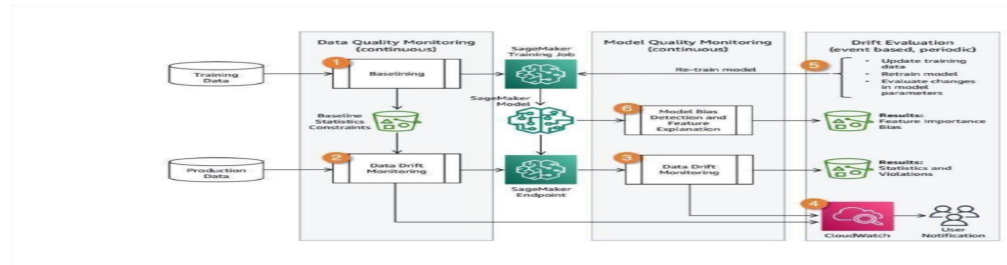 Data Quality Monitoring
(continuous)
SageMaker
Training Job
Model Quality Monitoring
(continuous)
Drift Evaluation
(event based, periodic)
1
Baselining
Training
Data
Re-train model
5
- Update training
data
- Retrain model
- Evaluate changes
in model
parameters
SageMaker
Model
Baseline
Statistics
Constraints
6
Model Bias
Detection and
Feature
Explanation
Results:
Feature Importance
Bias
2
Data Drift
Monitoring
Production
Data
SageMaker
Endpoint
3
Data Drift
Monitoring
Results:
Statistics and
Violations
4
CloudWatch
User
Notification